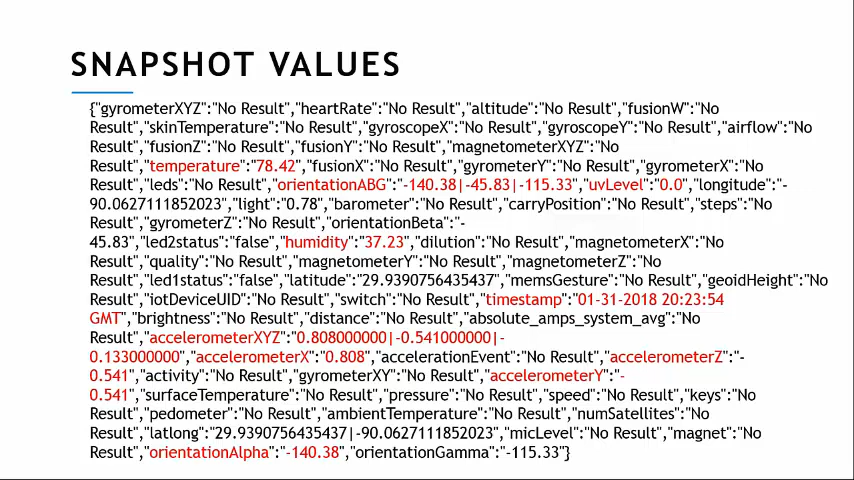 SNAPSHOT VALUES
{"gyrometerXYZ":"No Result","heartRate":"No Result","altitude":"No Result","fusionW":"No
Result","skinTemperature":"No Result","gyroscopeX":"No Result","gyroscopeY":"No Result","airflow":"No
Result","fusionZ":"No Result","fusionY":"No Result","magnetometerXYZ":"No
Result","temperature":"78.42","fusionX":"No Result","gyrometerY":"No Result","gyrometerX":"No
Result","leds":"No Result","orientationABG":"-140.38|-45.83|-115.33","uvLevel":"0.0","longitude":"-
90.0627111852023","light":"0.78","barometer":"No Result","carryPosition":"No Result","steps":"No
Result","gyrometerZ":"No Result","orientationBeta":"-
45.83","led2status":"false","humidity":"37.23","dilution":"No Result","magnetometerX":"No
Result","quality":"No Result","magnetometerY":"No Result","magnetometerZ":"No
Result","led1status":"false","latitude":"29.9390756435437","memsGesture":"No Result","geoidHeight":"No
Result","iotDeviceUID":"No Result","switch":"No Result","timestamp":"01-31-2018 20:23:54
GMT","brightness":"No Result","distance":"No Result","absolute_amps_system_avg":"No
Result","accelerometerXYZ":"0.808000000|-0.541000000|-
0.133000000","accelerometerX":"0.808","accelerationEvent":"No Result","accelerometerZ":"-
0.541","activity":"No Result","gyrometerXY":"No Result","accelerometerY":"-
0.541","surfaceTemperature":"No Result","pressure":"No Result","speed":"No Result","keys":"No
Result","pedometer":"No Result","ambientTemperature":"No Result","numSatellites":"No
Result","latlong":"29.9390756435437|-90.0627111852023","micLevel":"No Result","magnet":"No
Result","orientationAlpha":"-140.38","orientationGamma":"-115.33"}